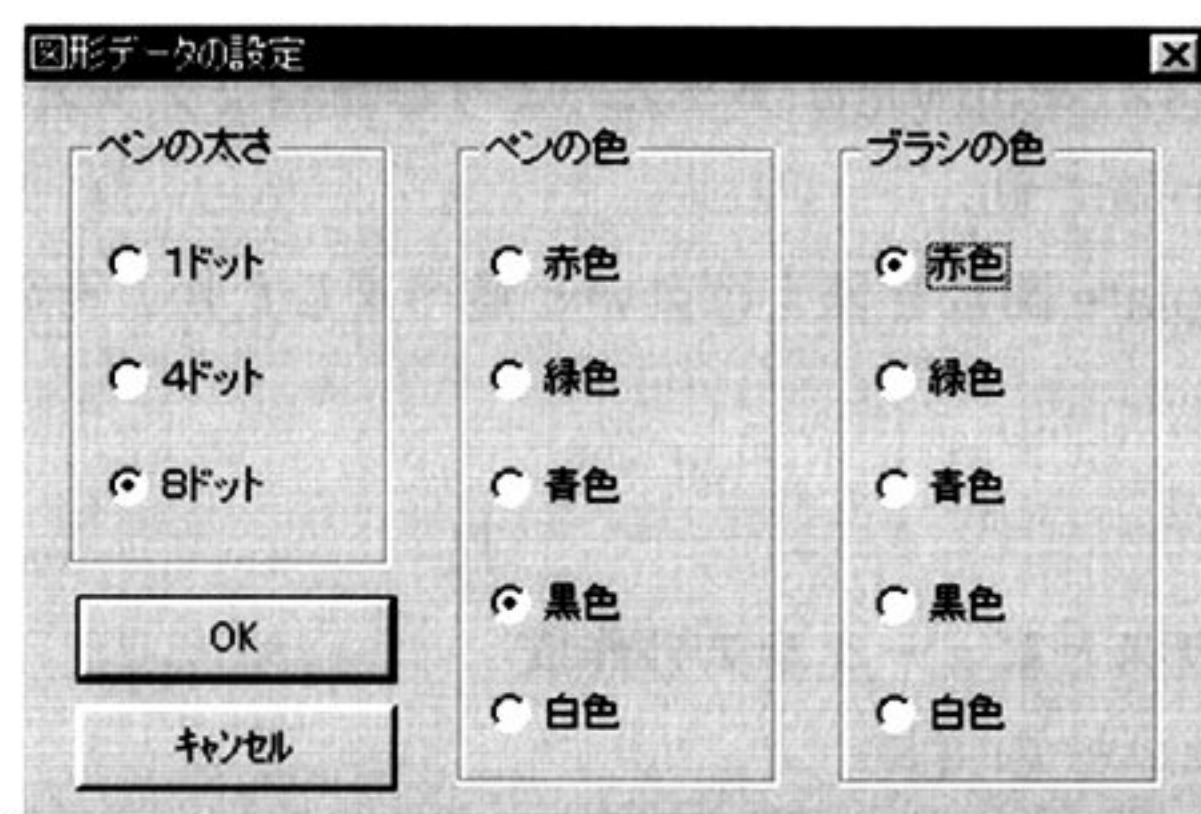 図形データの設定
ペンの太さ
1ドット
4ドット
8ドット
OK
キャンセル
ペンの色
赤色
緑色
青色
黒色
白色
ブラシの色
赤色
緑色
青色
黒色
白色